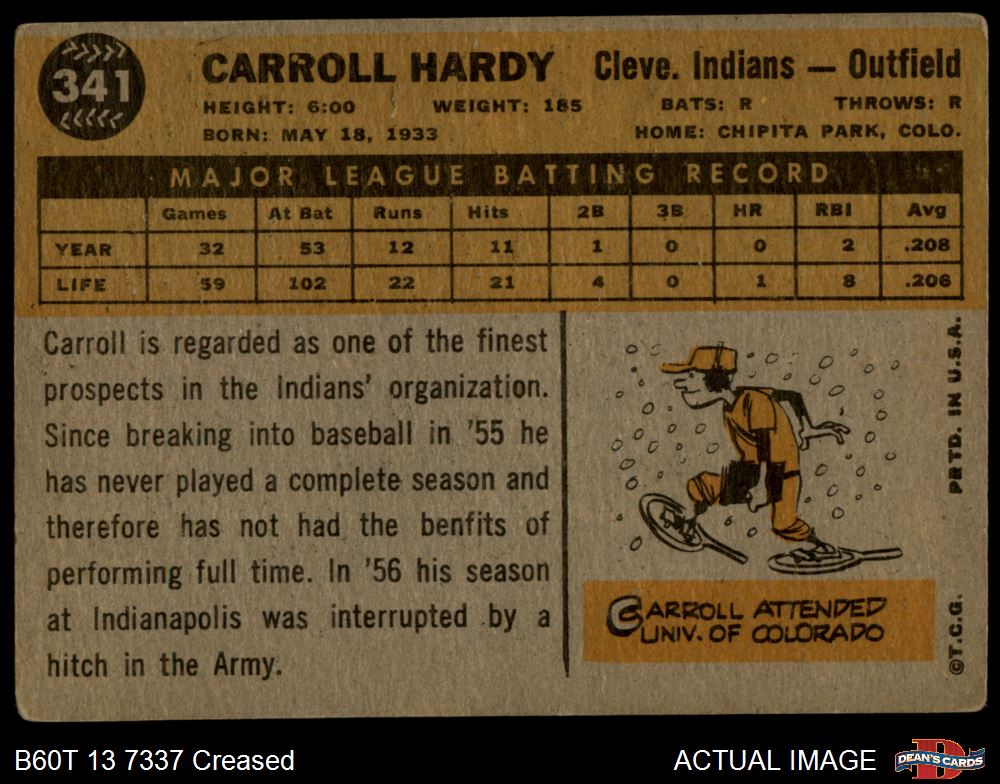 341
CARROLL HARDY Cleve. Indians — Outfield
HEIGHT: 6:00 WEIGHT: 185 BATS: R THROWS: R
BORN: MAY 18, 1933 HOME: CHIPITA PARK, COLO.
MAJOR LEAGUE BATTING RECORD
Games At Bat Runs Hits 2B 3B HR RBI Avg
YEAR 32 53 12 11 1 0 0 2 .208
LIFE 59 102 22 21 4 0 1 8 .206
Carroll is regarded as one of the finest
prospects in the Indians' organization.
Since breaking into baseball in '55 he
has never played a complete season and
therefore has not had the benfits of
performing full time. In '56 his season
at Indianapolis was interrupted by a
hitch in the Army.
CARROLL ATTENDED
UNIV. OF COLORADO
©T.C.G. PRTD. IN U.S.A.
B60T 13 7337 Creased ACTUAL IMAGE
DEAN'S CARDS